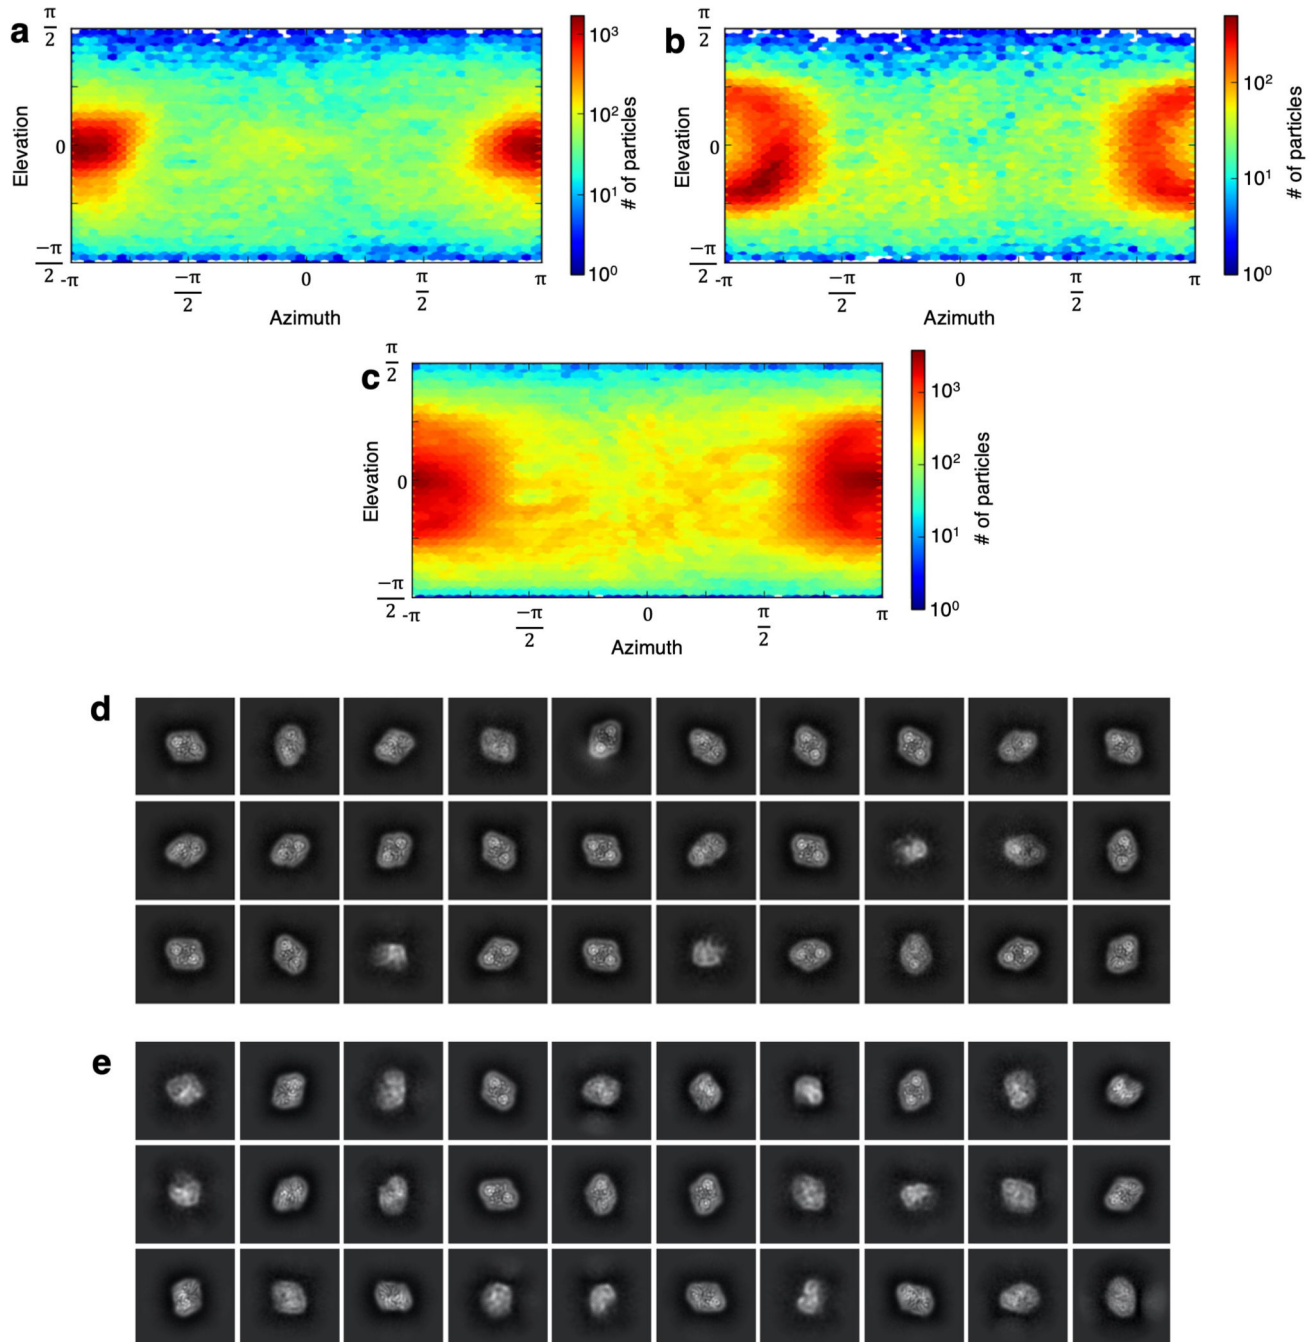 a
π
2
Elevation
0
−π
2
-π
−π
2
0
π
2
π
Azimuth
10³
10²
10¹
10⁰
# of particles
b
π
2
Elevation
0
−π
2
-π
−π
2
0
π
2
π
Azimuth
10²
10¹
10⁰
# of particles
c
π
2
Elevation
0
−π
2
-π
−π
2
0
π
2
π
Azimuth
10³
10²
10¹
10⁰
# of particles
d
e